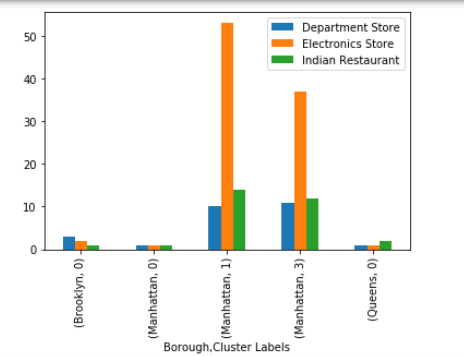 Department Store
Electronics Store
Indian Restaurant
50
40
30
20
10
0
(Brooklyn, 0)
(Manhattan, 0)
(Manhattan, 1)
(Manhattan, 3)
(Queens, 0)
Borough,Cluster Labels